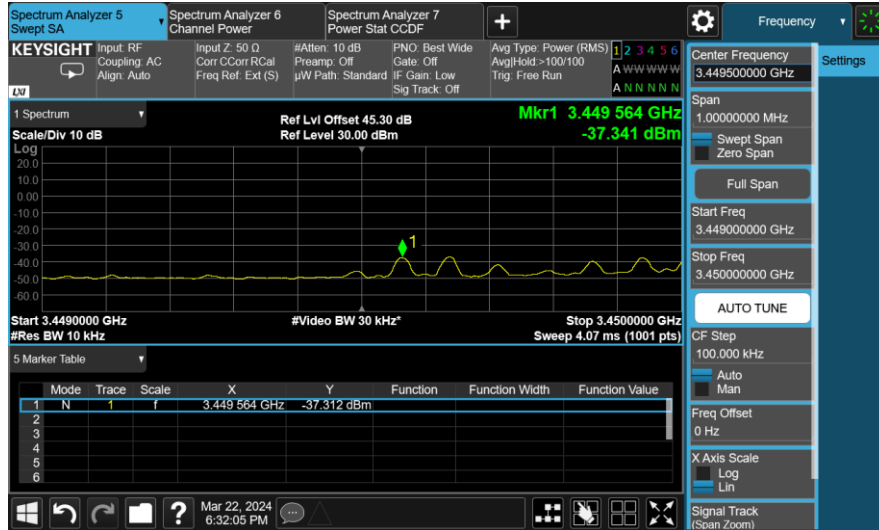 Spectrum Analyzer 5
Swept SA
Spectrum Analyzer 6
Channel Power
Spectrum Analyzer 7
Power Stat CCDF
Frequency
Settings
KEYSIGHT
LXI
Input: RF
Coupling: AC
Align: Auto
Input Z: 50 Ω
Corr CCorr RCal
Freq Ref: Ext (S)
#Atten: 10 dB
Preamp: Off
µW Path: Standard
PNO: Best Wide
Gate: Off
IF Gain: Low
Sig Track: Off
Avg Type: Power (RMS)
Avg|Hold:>100/100
Trig: Free Run
1 2 3 4 5 6
A W W W W W
A N N N N N
1 Spectrum
Scale/Div 10 dB
Ref Lvl Offset 45.30 dB
Ref Level 30.00 dBm
Mkr1 3.449 564 GHz
-37.341 dBm
Log
20.0
10.0
0.00
-10.0
-20.0
-30.0
-40.0
-50.0
-60.0
1
Start 3.4490000 GHz
#Res BW 10 kHz
#Video BW 30 kHz*
Stop 3.4500000 GHz
Sweep 4.07 ms (1001 pts)
5 Marker Table
Mode Trace Scale X Y Function Function Width Function Value
1 N 1 f 3.449 564 GHz -37.312 dBm
2
3
4
5
6
Mar 22, 2024
6:32:05 PM
Center Frequency
3.449500000 GHz
Span
1.00000000 MHz
Swept Span
Zero Span
Full Span
Start Freq
3.449000000 GHz
Stop Freq
3.450000000 GHz
AUTO TUNE
CF Step
100.000 kHz
Auto
Man
Freq Offset
0 Hz
X Axis Scale
Log
Lin
Signal Track
(Span Zoom)